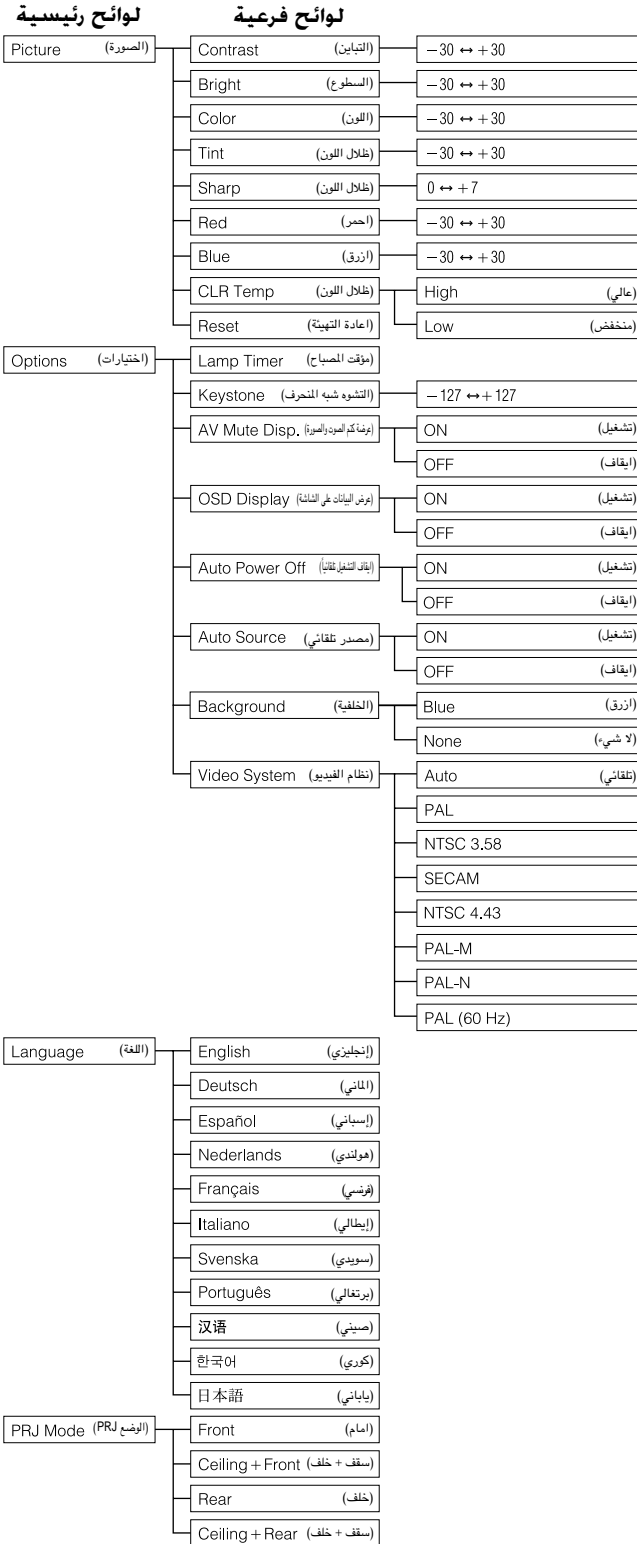 لوائح رئيسية لوائح فرعية
Picture (الصورة) Contrast (التباين) −30 ↔ +30
Bright (السطوع) −30 ↔ +30
Color (اللون) −30 ↔ +30
Tint (ظلال اللون) −30 ↔ +30
Sharp (ظلال اللون) 0 ↔ +7
Red (احمر) −30 ↔ +30
Blue (ازرق) −30 ↔ +30
CLR Temp (ظلال اللون) High (عالي)
Reset (اعادة التهيئة) Low (منخفض)
Options (اختيارات) Lamp Timer (مؤقت المصباح)
Keystone (التشوه شبه المنحرف) −127 ↔ +127
AV Mute Disp. (عرضة كتم الصوت والصورة) ON (تشغيل)
OFF (ايقاف)
OSD Display (عرض البيانات على الشاشة) ON (تشغيل)
OFF (ايقاف)
Auto Power Off (ايقاف التشغيل تلقائياً) ON (تشغيل)
OFF (ايقاف)
Auto Source (مصدر تلقائي) ON (تشغيل)
OFF (ايقاف)
Background (الخلفية) Blue (ازرق)
None (لا شيء)
Video System (نظام الفيديو) Auto (تلقائي)
PAL
NTSC 3.58
SECAM
NTSC 4.43
PAL-M
PAL-N
PAL (60 Hz)
Language (اللغة) English (إنجليزي)
Deutsch (الماني)
Español (إسباني)
Nederlands (هولندي)
Français (فرنسي)
Italiano (إيطالي)
Svenska (سويدي)
Português (برتغالي)
汉语 (صيني)
한국어 (كوري)
日本語 (ياباني)
PRJ Mode (الوضع PRJ) Front (امام)
Ceiling + Front (سقف + خلف)
Rear (خلف)
Ceiling + Rear (سقف + خلف)